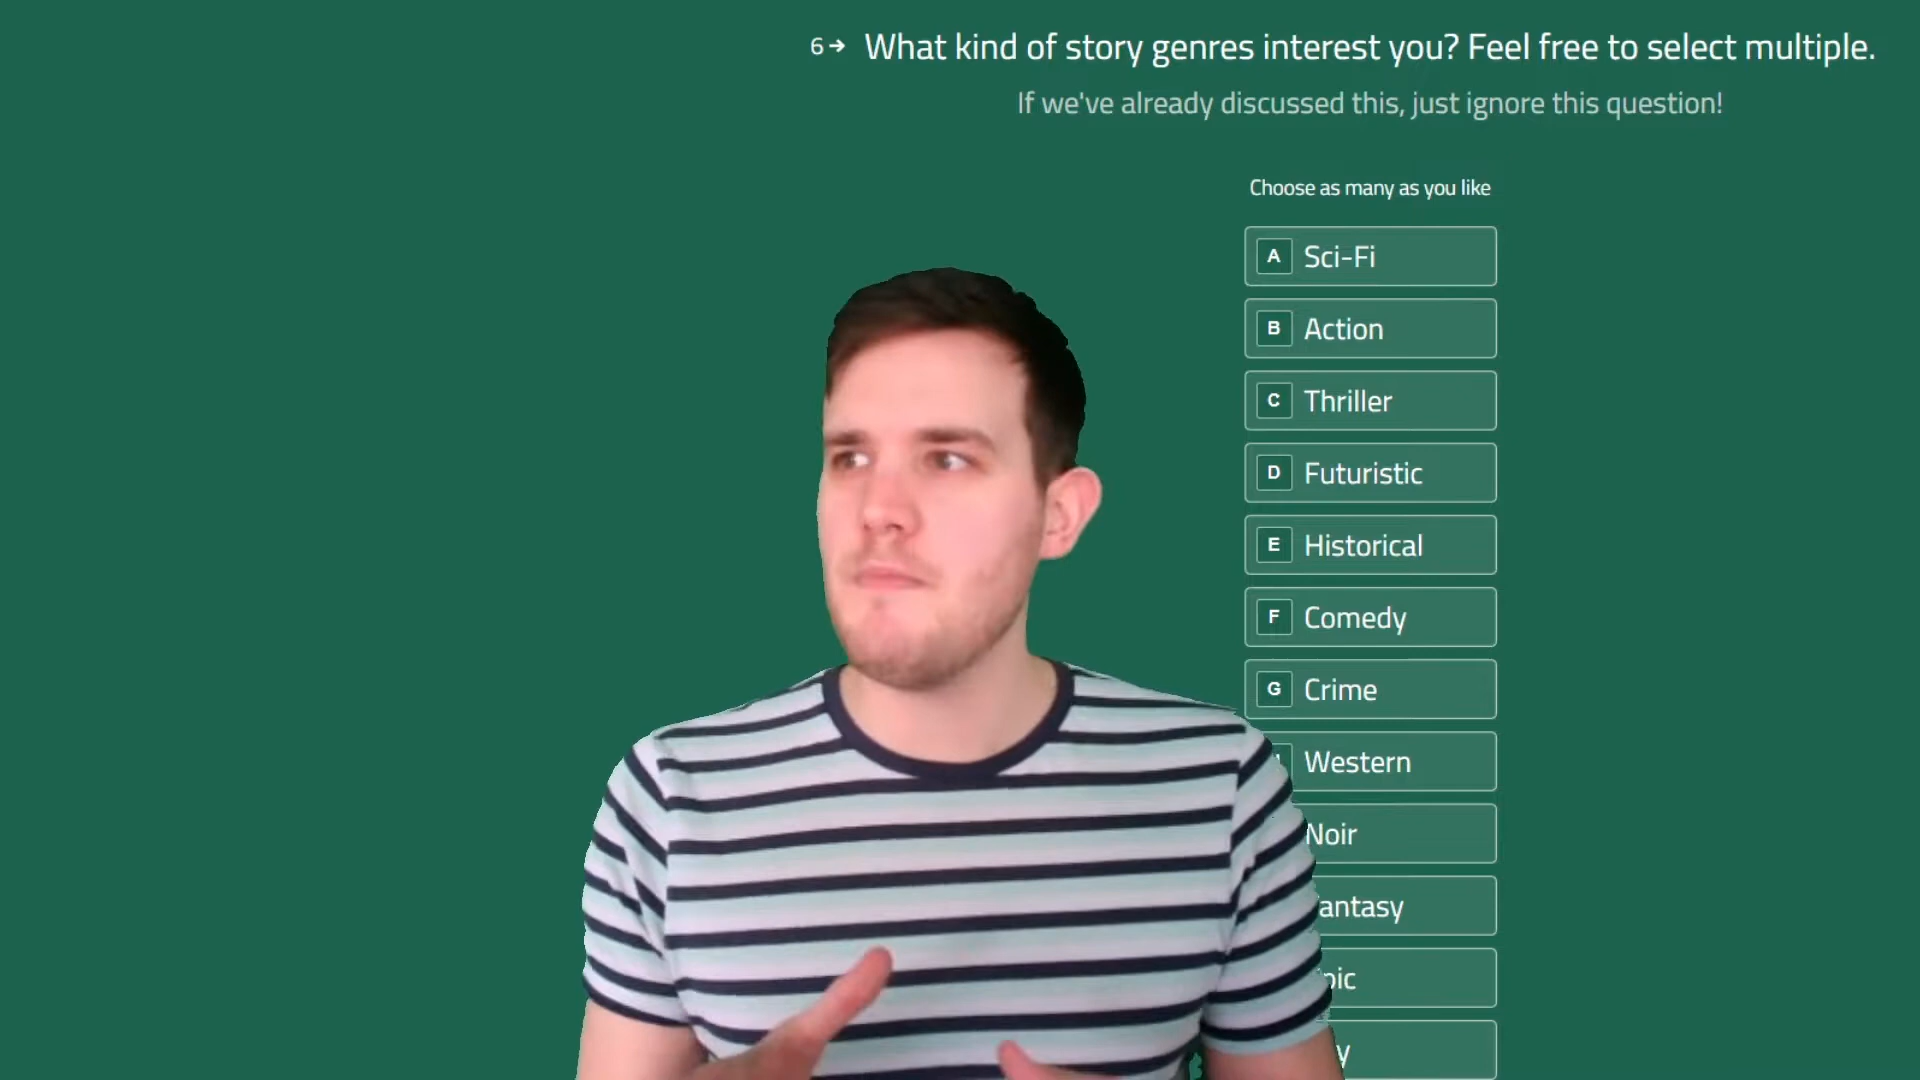 6→ What kind of story genres interest you? Feel free to select multiple.
If we've already discussed this, just ignore this question!
Choose as many as you like
A Sci-Fi
B Action
C Thriller
D Futuristic
E Historical
F Comedy
G Crime
Western
Noir
antasy